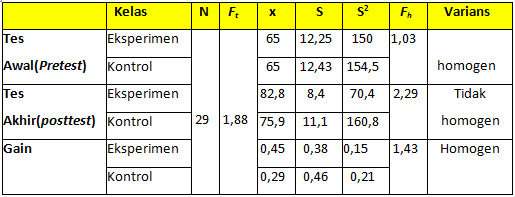 Kelas N Ft x S S2 Fh Varians
Tes Eksperimen 65 12,25 150 1,03
Awal(Pretest) Kontrol 65 12,43 154,5 homogen
Tes Eksperimen 82,8 8,4 70,4 2,29 Tidak
Akhir(posttest) Kontrol 29 1,88 75,9 11,1 160,8 homogen
Gain Eksperimen 0,45 0,38 0,15 1,43 Homogen
Kontrol 0,29 0,46 0,21